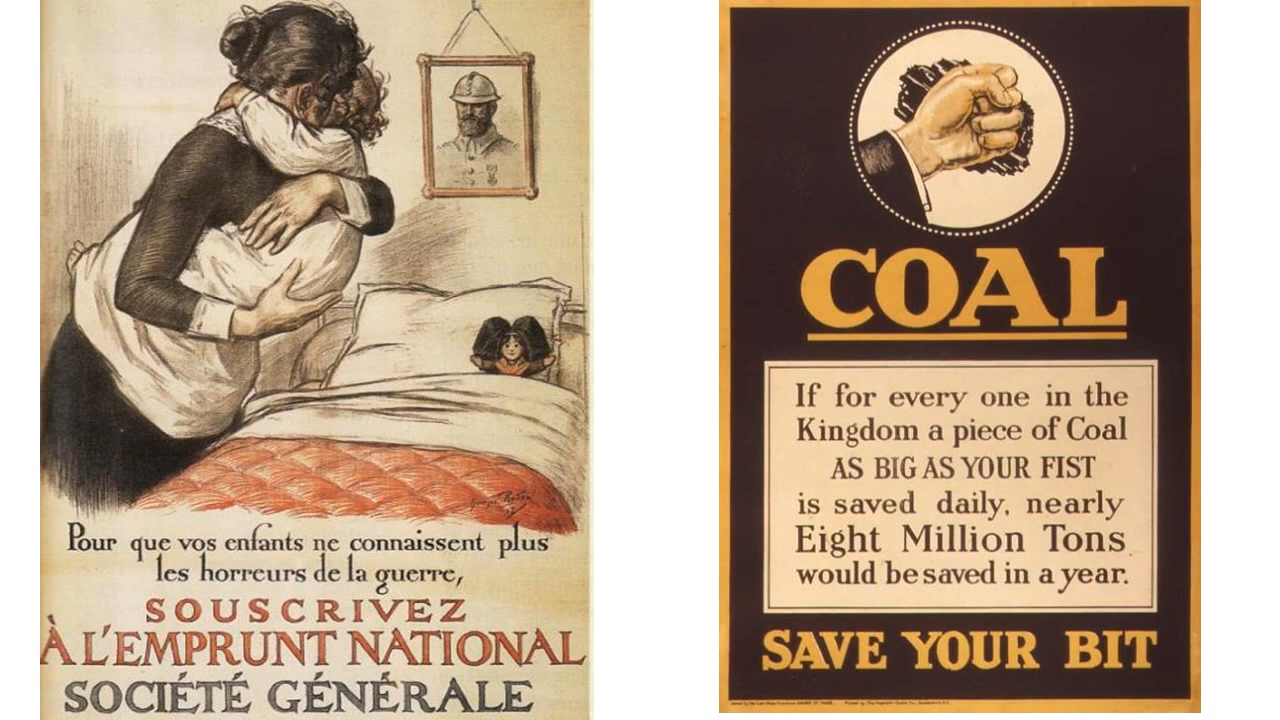 Pour que vos enfants ne connaissent plus
les horreurs de la guerre,
SOUSCRIVEZ
À L'EMPRUNT NATIONAL
SOCIÉTÉ GÉNÉRALE
COAL
If for every one in the
Kingdom a piece of Coal
AS BIG AS YOUR FIST
is saved daily, nearly
Eight Million Tons
would be saved in a year.
SAVE YOUR BIT